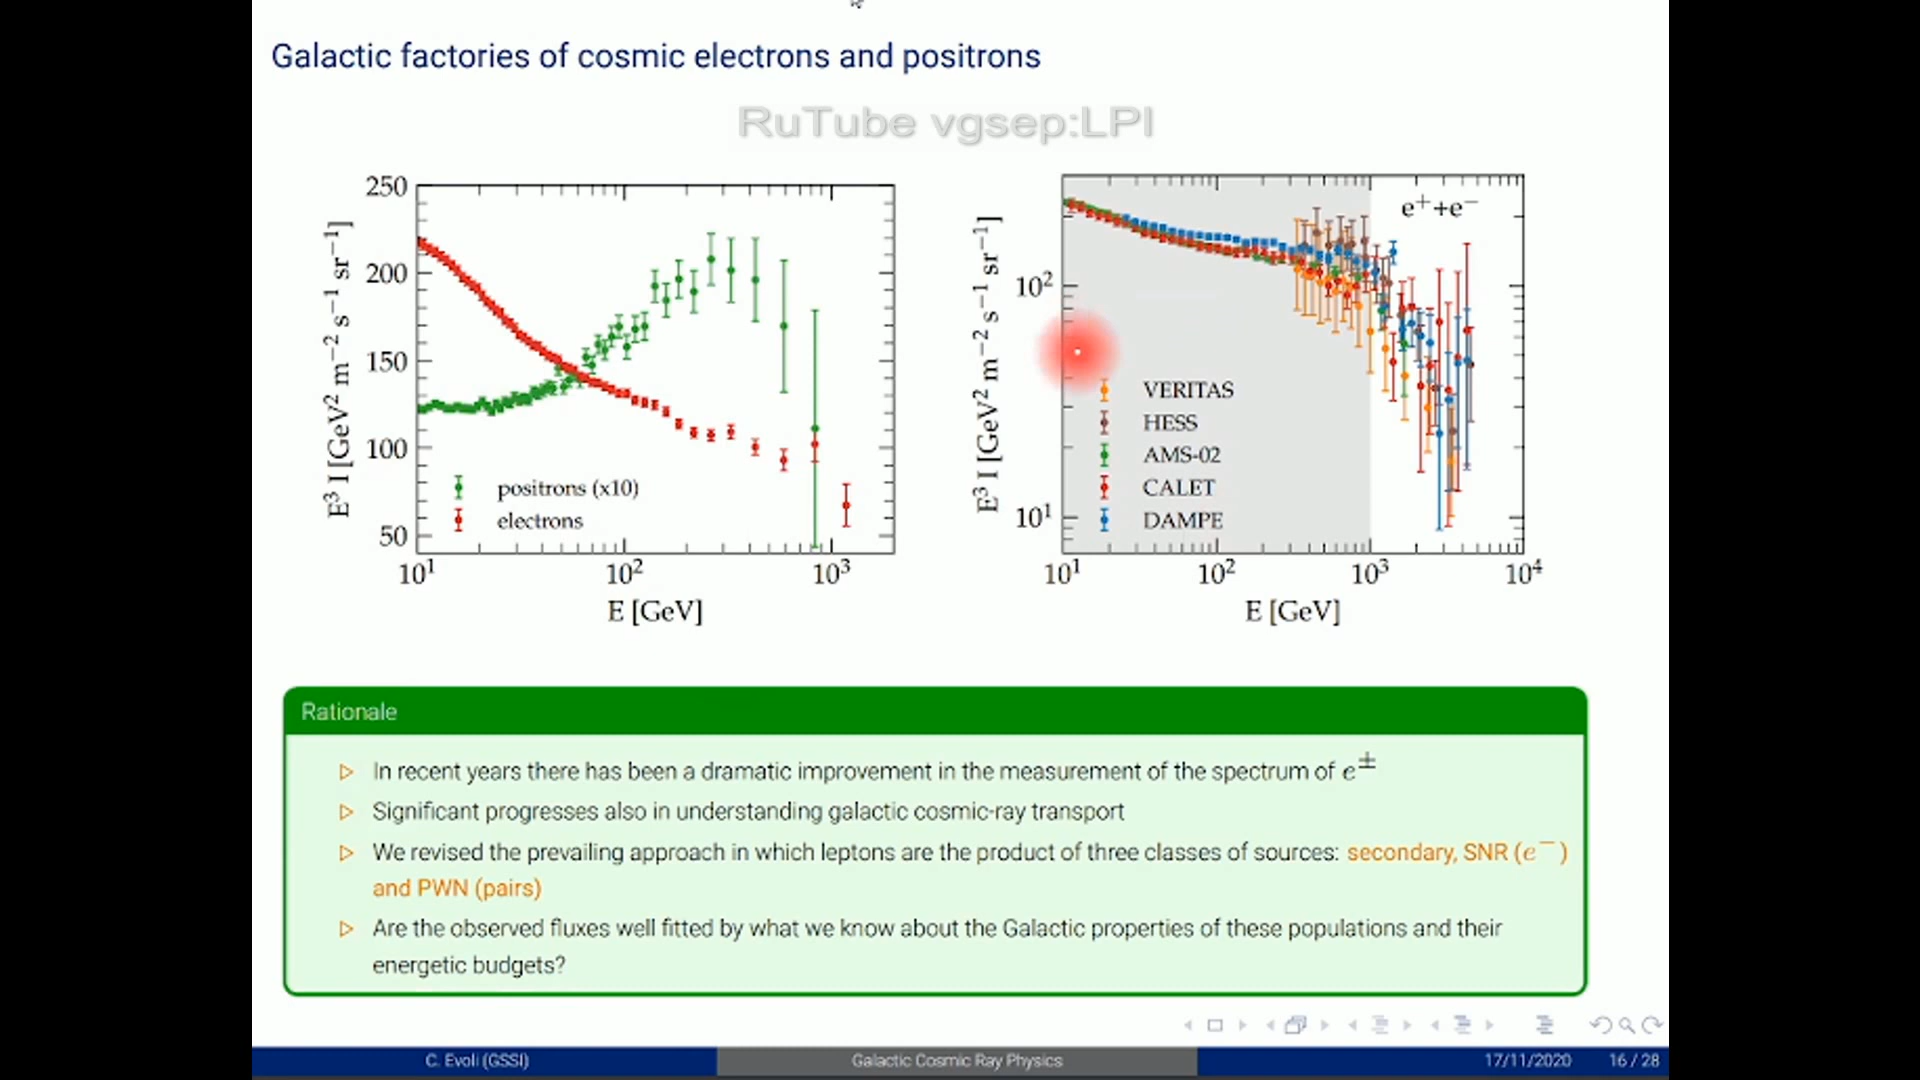 Galactic factories of cosmic electrons and positrons
RuTube vgsep:LPI
250
200
150
100
50
E³ I [GeV² m⁻² s⁻¹ sr⁻¹]
positrons (x10)
electrons
10¹ 10² 10³
E [GeV]
e⁺+e⁻
10²
10¹
E³ I [GeV² m⁻² s⁻¹ sr⁻¹]
VERITAS
HESS
AMS-02
CALET
DAMPE
10¹ 10² 10³ 10⁴
E [GeV]
Rationale
In recent years there has been a dramatic improvement in the measurement of the spectrum of e±
Significant progresses also in understanding galactic cosmic-ray transport
We revised the prevailing approach in which leptons are the product of three classes of sources: secondary, SNR (e⁻)
and PWN (pairs)
Are the observed fluxes well fitted by what we know about the Galactic properties of these populations and their
energetic budgets?
C. Evoli (GSSI)
Galactic Cosmic Ray Physics
17/11/2020 16 / 28